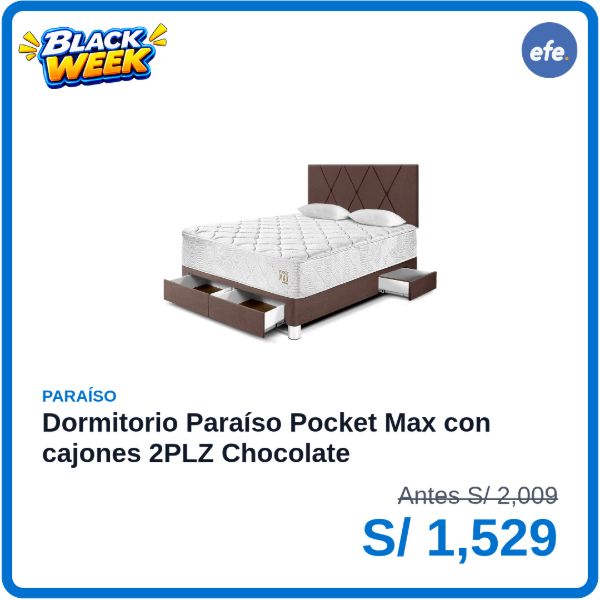 BLACK
WEEK
efe.
PARAÍSO
Dormitorio Paraíso Pocket Max con
cajones 2PLZ Chocolate
Antes S/ 2,009
S/ 1,529